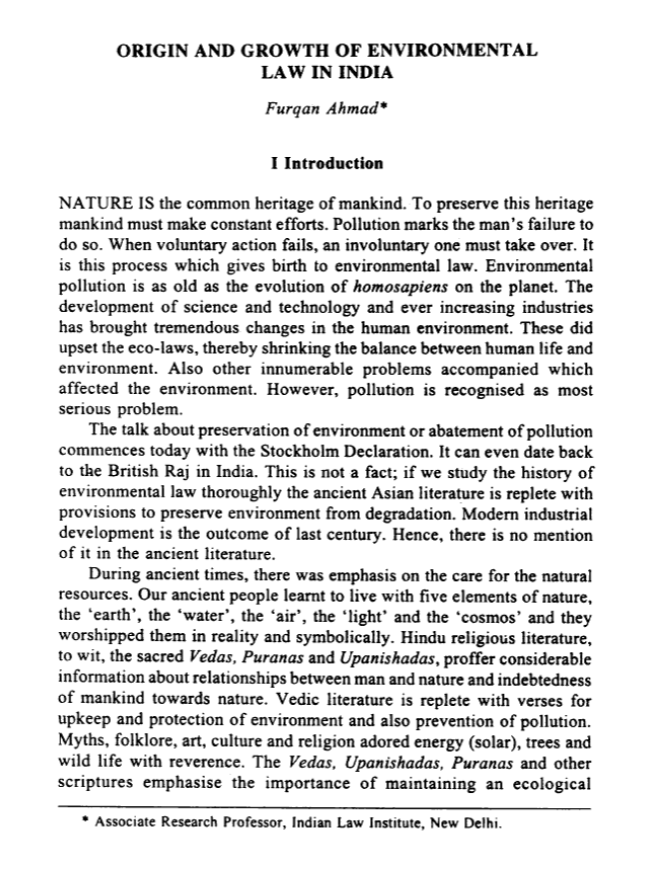 ORIGIN AND GROWTH OF ENVIRONMENTAL
LAW IN INDIA
Furqan Ahmad*
I Introduction
NATURE IS the common heritage of mankind. To preserve this heritage
mankind must make constant efforts. Pollution marks the man's failure to
do so. When voluntary action fails, an involuntary one must take over. It
is this process which gives birth to environmental law. Environmental
pollution is as old as the evolution of homosapiens on the planet. The
development of science and technology and ever increasing industries
has brought tremendous changes in the human environment. These did
upset the eco-laws, thereby shrinking the balance between human life and
environment. Also other innumerable problems accompanied which
affected the environment. However, pollution is recognised as most
serious problem.
The talk about preservation of environment or abatement of pollution
commences today with the Stockholm Declaration. It can even date back
to the British Raj in India. This is not a fact; if we study the history of
environmental law thoroughly the ancient Asian literature is replete with
provisions to preserve environment from degradation. Modern industrial
development is the outcome of last century. Hence, there is no mention
of it in the ancient literature.
During ancient times, there was emphasis on the care for the natural
resources. Our ancient people learnt to live with five elements of nature,
the 'earth', the 'water', the 'air', the 'light' and the 'cosmos' and they
worshipped them in reality and symbolically. Hindu religious literature,
to wit, the sacred Vedas, Puranas and Upanishadas, proffer considerable
information about relationships between man and nature and indebtedness
of mankind towards nature. Vedic literature is replete with verses for
upkeep and protection of environment and also prevention of pollution.
Myths, folklore, art, culture and religion adored energy (solar), trees and
wild life with reverence. The Vedas, Upanishadas, Puranas and other
scriptures emphasise the importance of maintaining an ecological
* Associate Research Professor, Indian Law Institute, New Delhi.